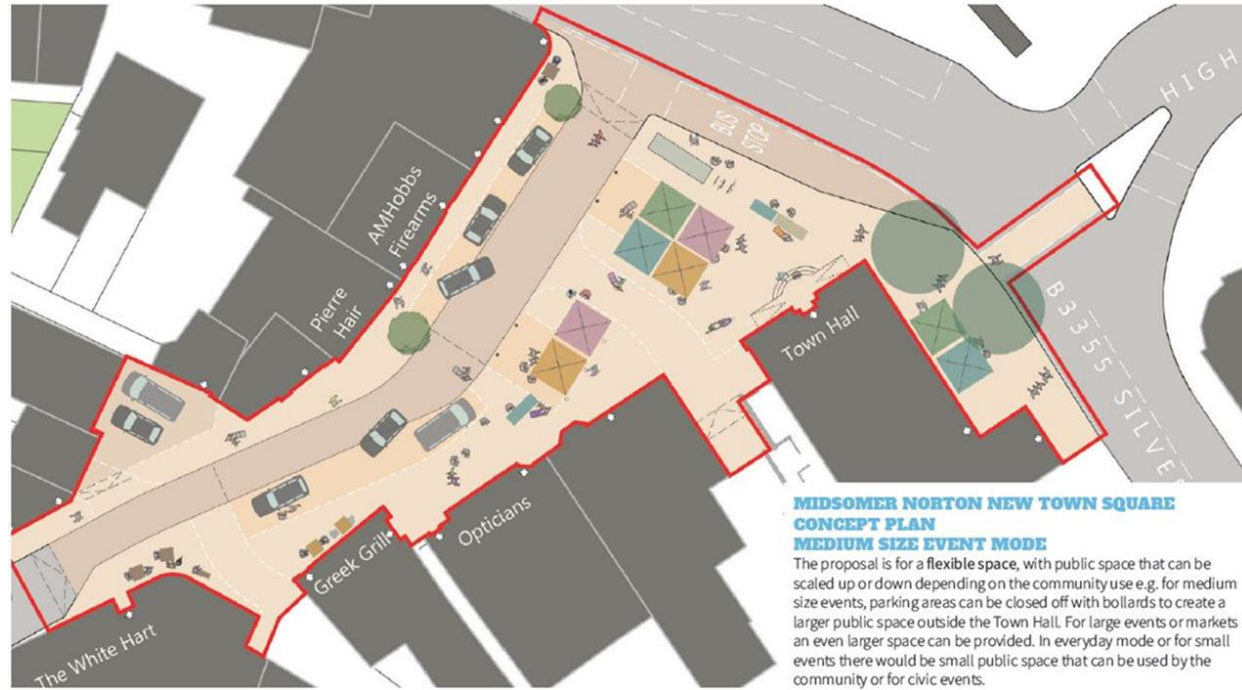 HIGH
BUS
STOP
AMHobbs
Firearms
Pierre
Hair
Town Hall
B3355 SILVE
Opticians
Greek Grill
The White Hart
MIDSOMER NORTON NEW TOWN SQUARE
CONCEPT PLAN
MEDIUM SIZE EVENT MODE
The proposal is for a flexible space, with public space that can be
scaled up or down depending on the community use e.g. for medium
size events, parking areas can be closed off with bollards to create a
larger public space outside the Town Hall. For large events or markets
an even larger space can be provided. In everyday mode or for small
events there would be small public space that can be used by the
community or for civic events.